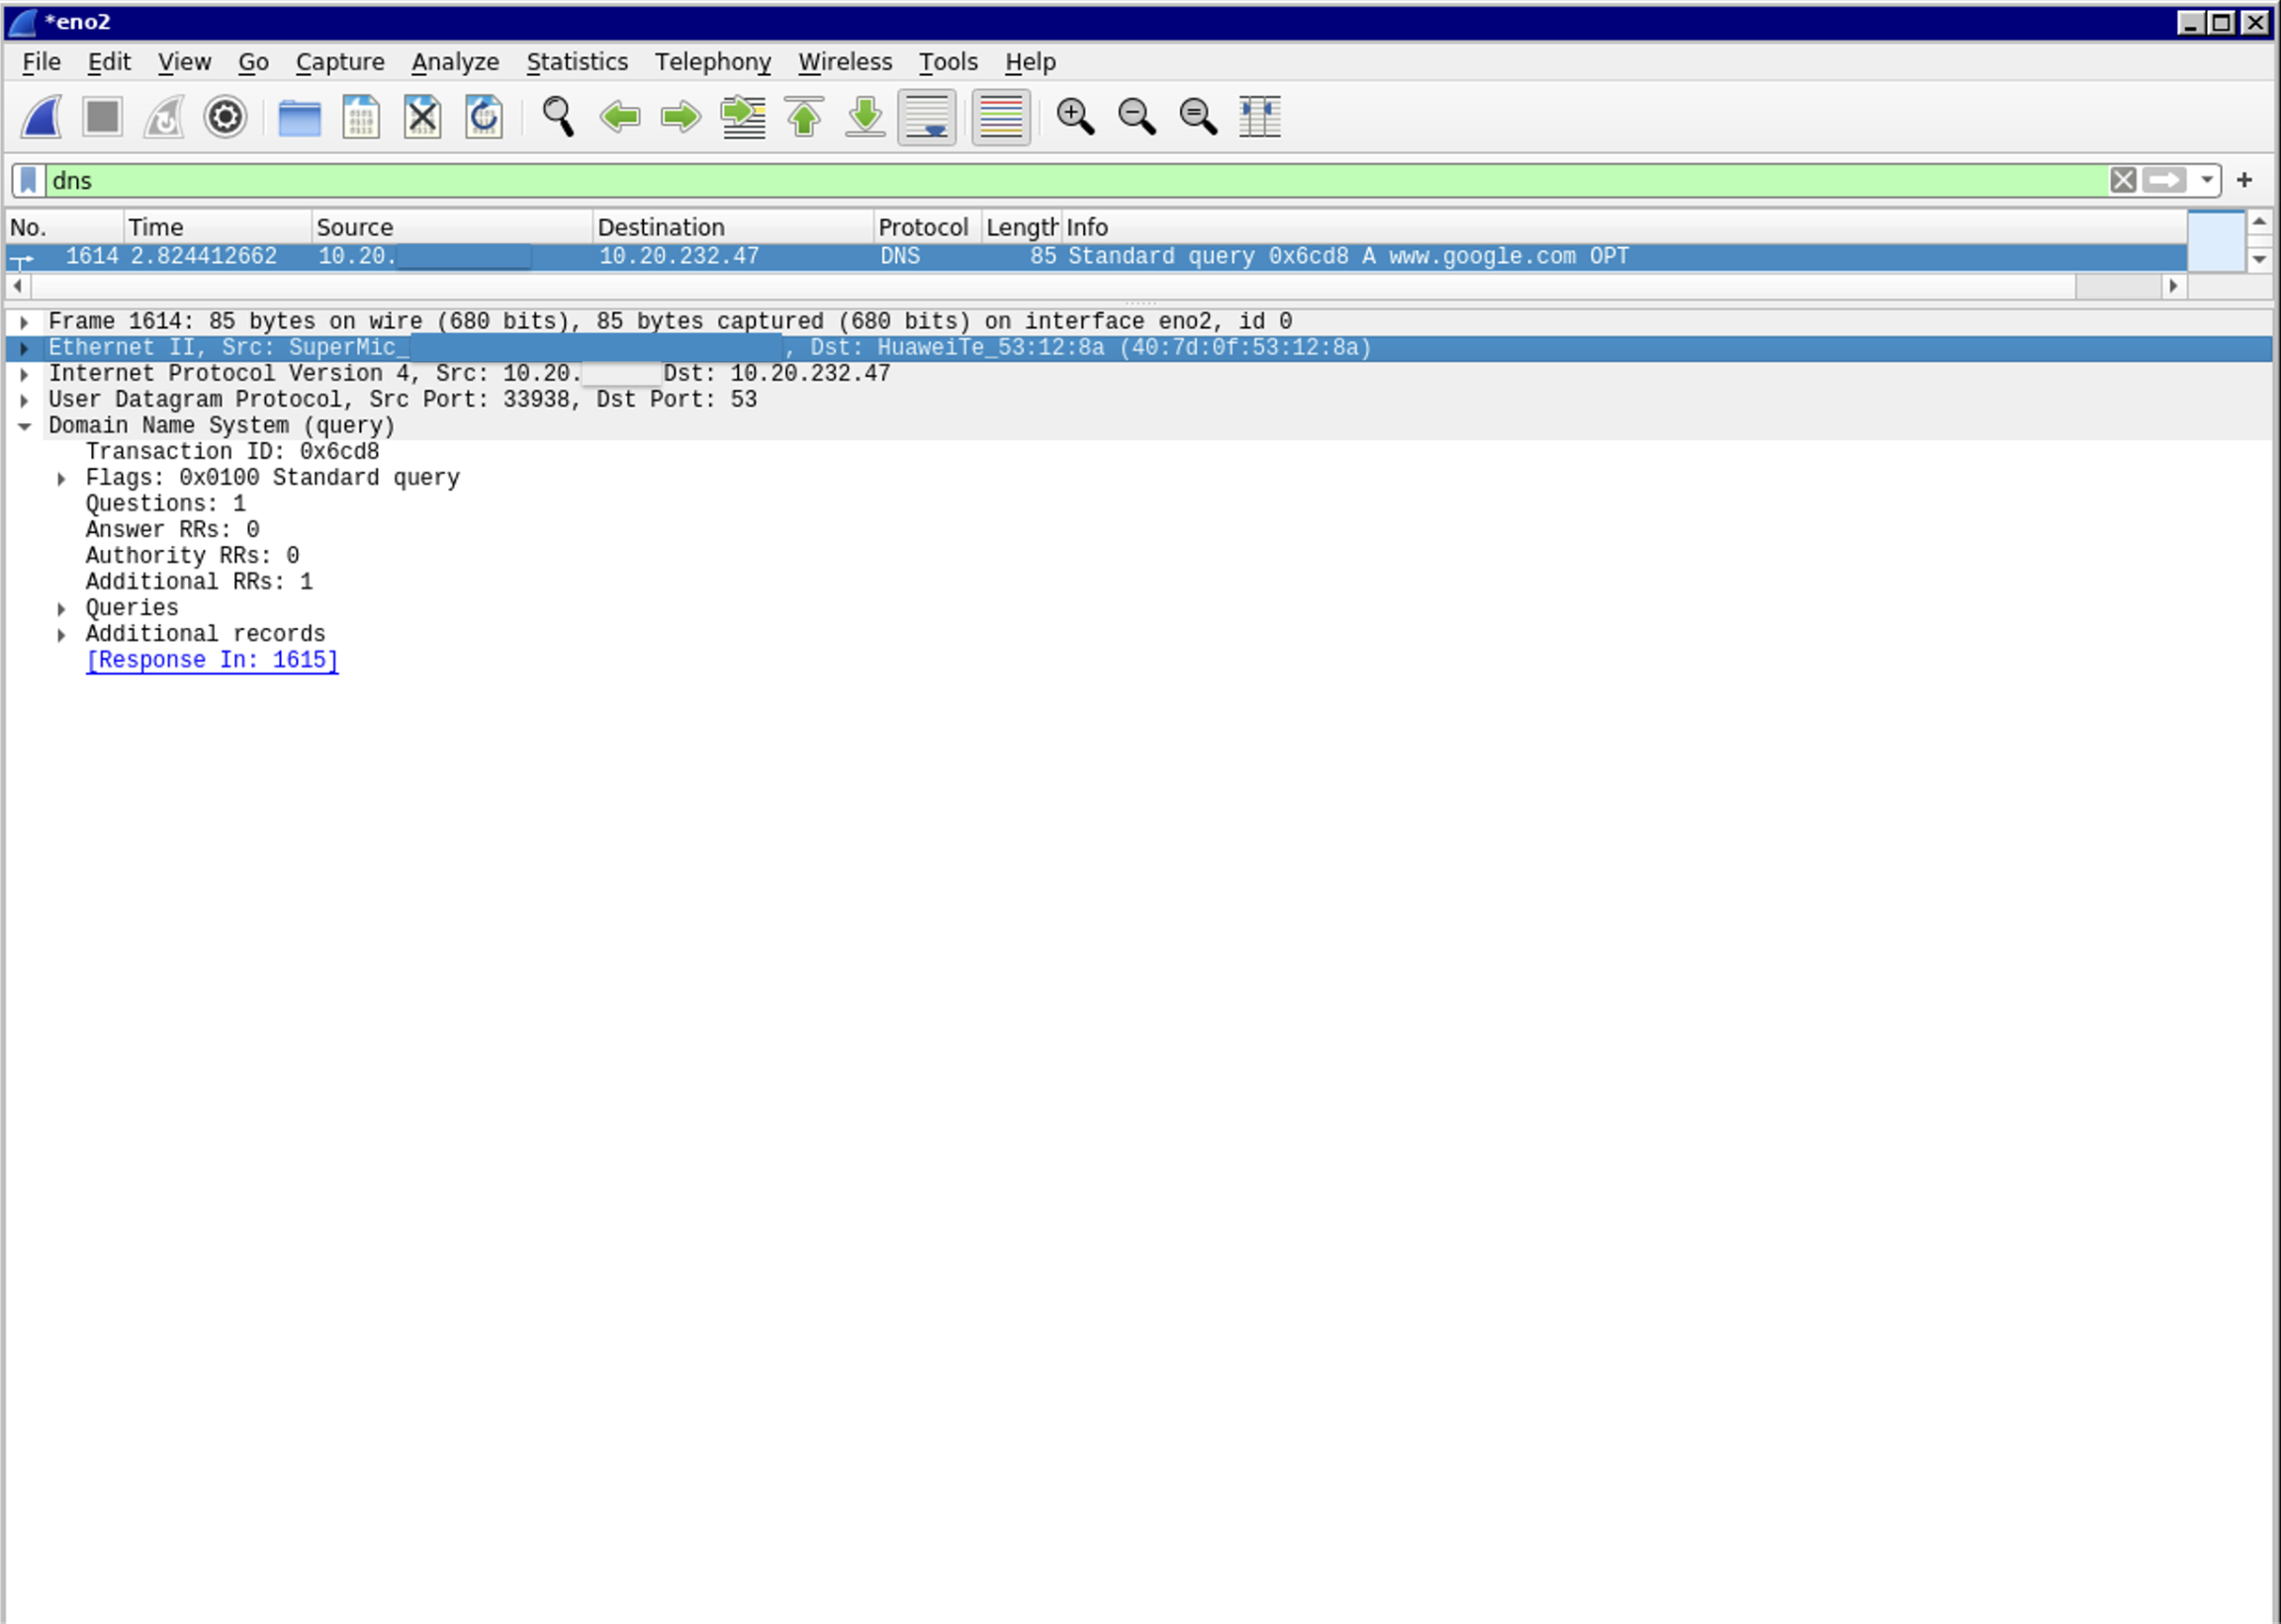 *eno2
File Edit View Go Capture Analyze Statistics Telephony Wireless Tools Help
dns
No. Time Source Destination Protocol Length Info
1614 2.824412662 10.20. 10.20.232.47 DNS 85 Standard query 0x6cd8 A www.google.com OPT
Frame 1614: 85 bytes on wire (680 bits), 85 bytes captured (680 bits) on interface eno2, id 0
Ethernet II, Src: SuperMic_ , Dst: HuaweiTe_53:12:8a (40:7d:0f:53:12:8a)
Internet Protocol Version 4, Src: 10.20. Dst: 10.20.232.47
User Datagram Protocol, Src Port: 33938, Dst Port: 53
Domain Name System (query)
Transaction ID: 0x6cd8
Flags: 0x0100 Standard query
Questions: 1
Answer RRs: 0
Authority RRs: 0
Additional RRs: 1
Queries
Additional records
[Response In: 1615]